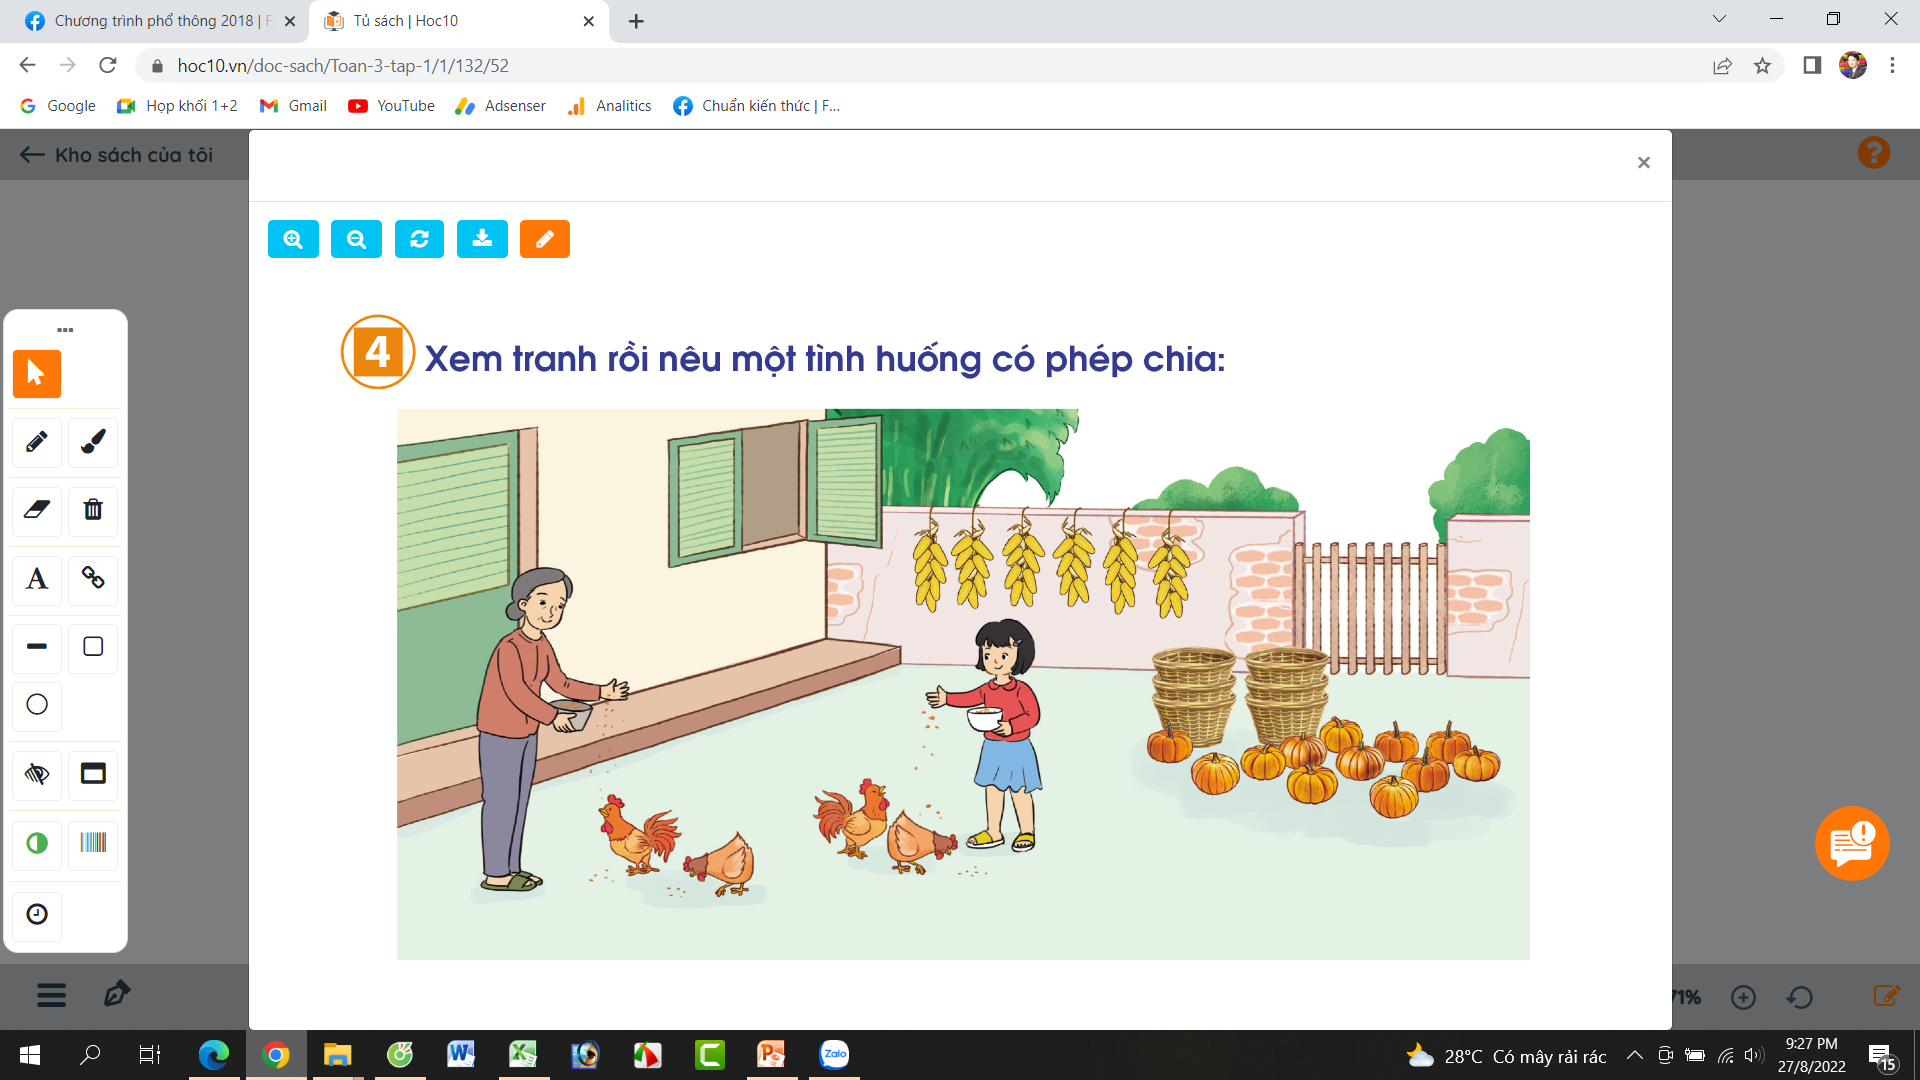 Chương trình phổ thông 2018 | F
Tủ sách | Hoc10
hoc10.vn/doc-sach/Toan-3-tap-1/1/132/52
Google
Họp khối 1+2
Gmail
YouTube
Adsenser
Analitics
Chuẩn kiến thức | F...
Kho sách của tôi
?
4 Xem tranh rồi nêu một tình huống có phép chia:
A
71%
28°C Có mây rải rác
9:27 PM
27/8/2022
15
Zalo